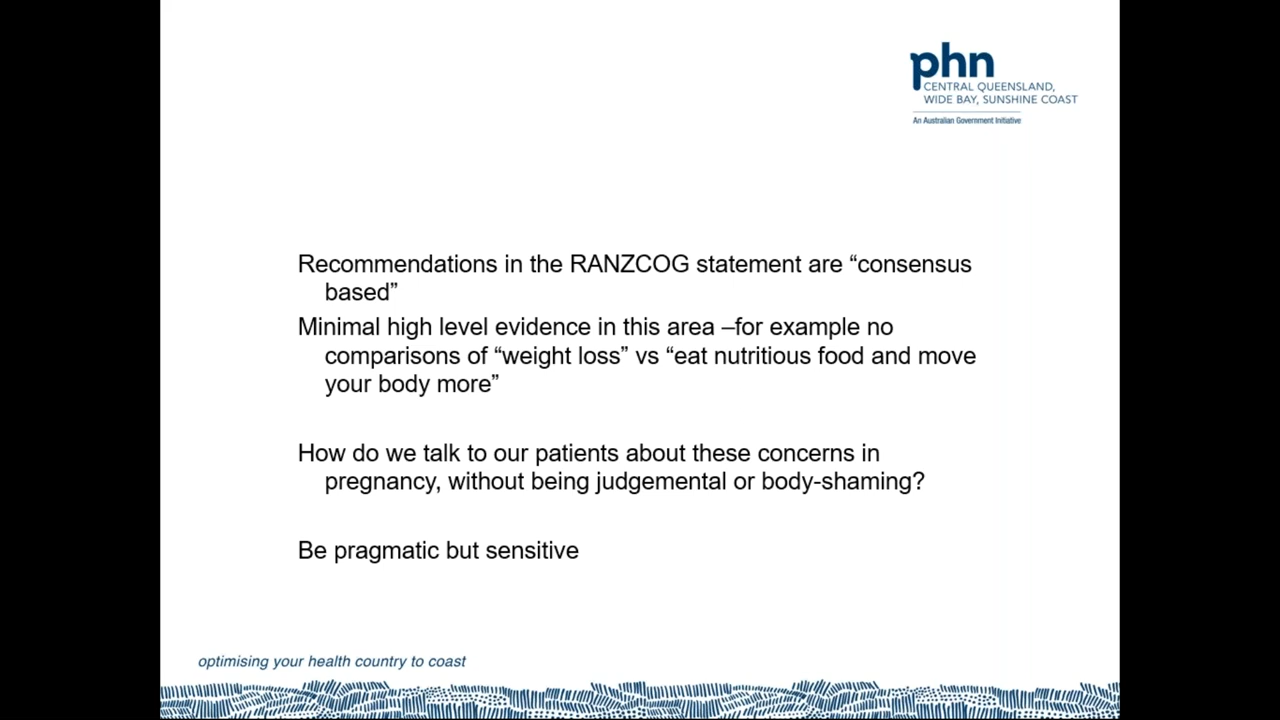 phn
CENTRAL QUEENSLAND,
WIDE BAY, SUNSHINE COAST
An Australian Government Initiative
Recommendations in the RANZCOG statement are “consensus
based”
Minimal high level evidence in this area –for example no
comparisons of “weight loss” vs “eat nutritious food and move
your body more”
How do we talk to our patients about these concerns in
pregnancy, without being judgemental or body-shaming?
Be pragmatic but sensitive
optimising your health country to coast